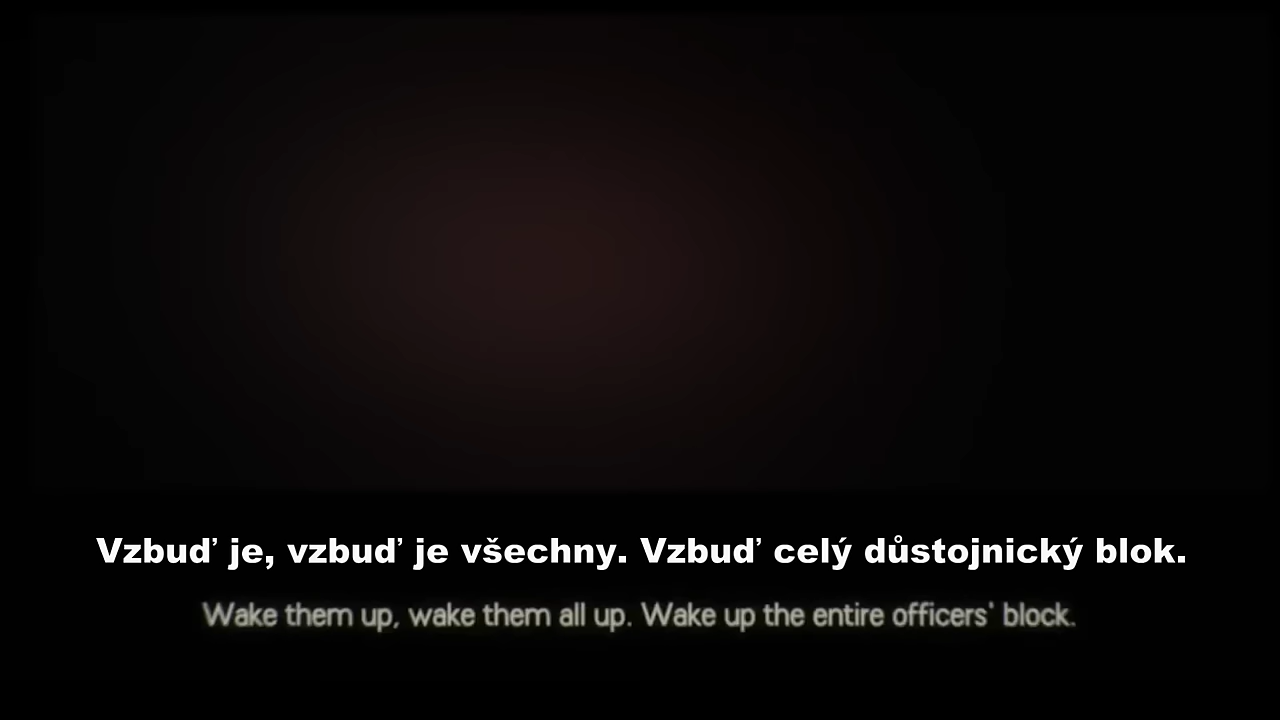 Vzbuď je, vzbuď je všechny. Vzbuď celý důstojnický blok.
Wake them up, wake them all up. Wake up the entire officers' block.